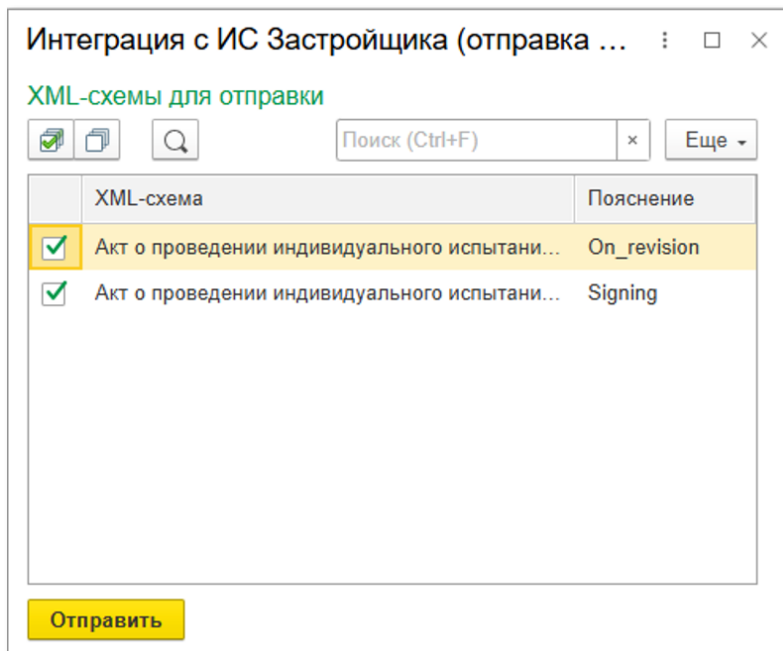 Интеграция с ИС Застройщика (отправка ...
XML-схемы для отправки
Поиск (Ctrl+F) × Еще
XML-схема Пояснение
Акт о проведении индивидуального испытани... On_revision
Акт о проведении индивидуального испытани... Signing
Отправить